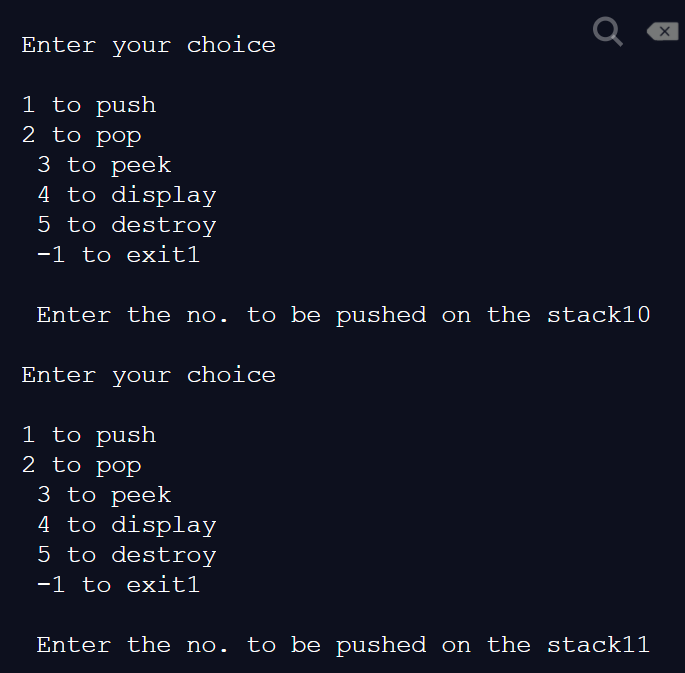 Enter your choice
1 to push
2 to pop
3 to peek
4 to display
5 to destroy
-1 to exit1
Enter the no. to be pushed on the stack10
Enter your choice
1 to push
2 to pop
3 to peek
4 to display
5 to destroy
-1 to exit1
Enter the no. to be pushed on the stack11